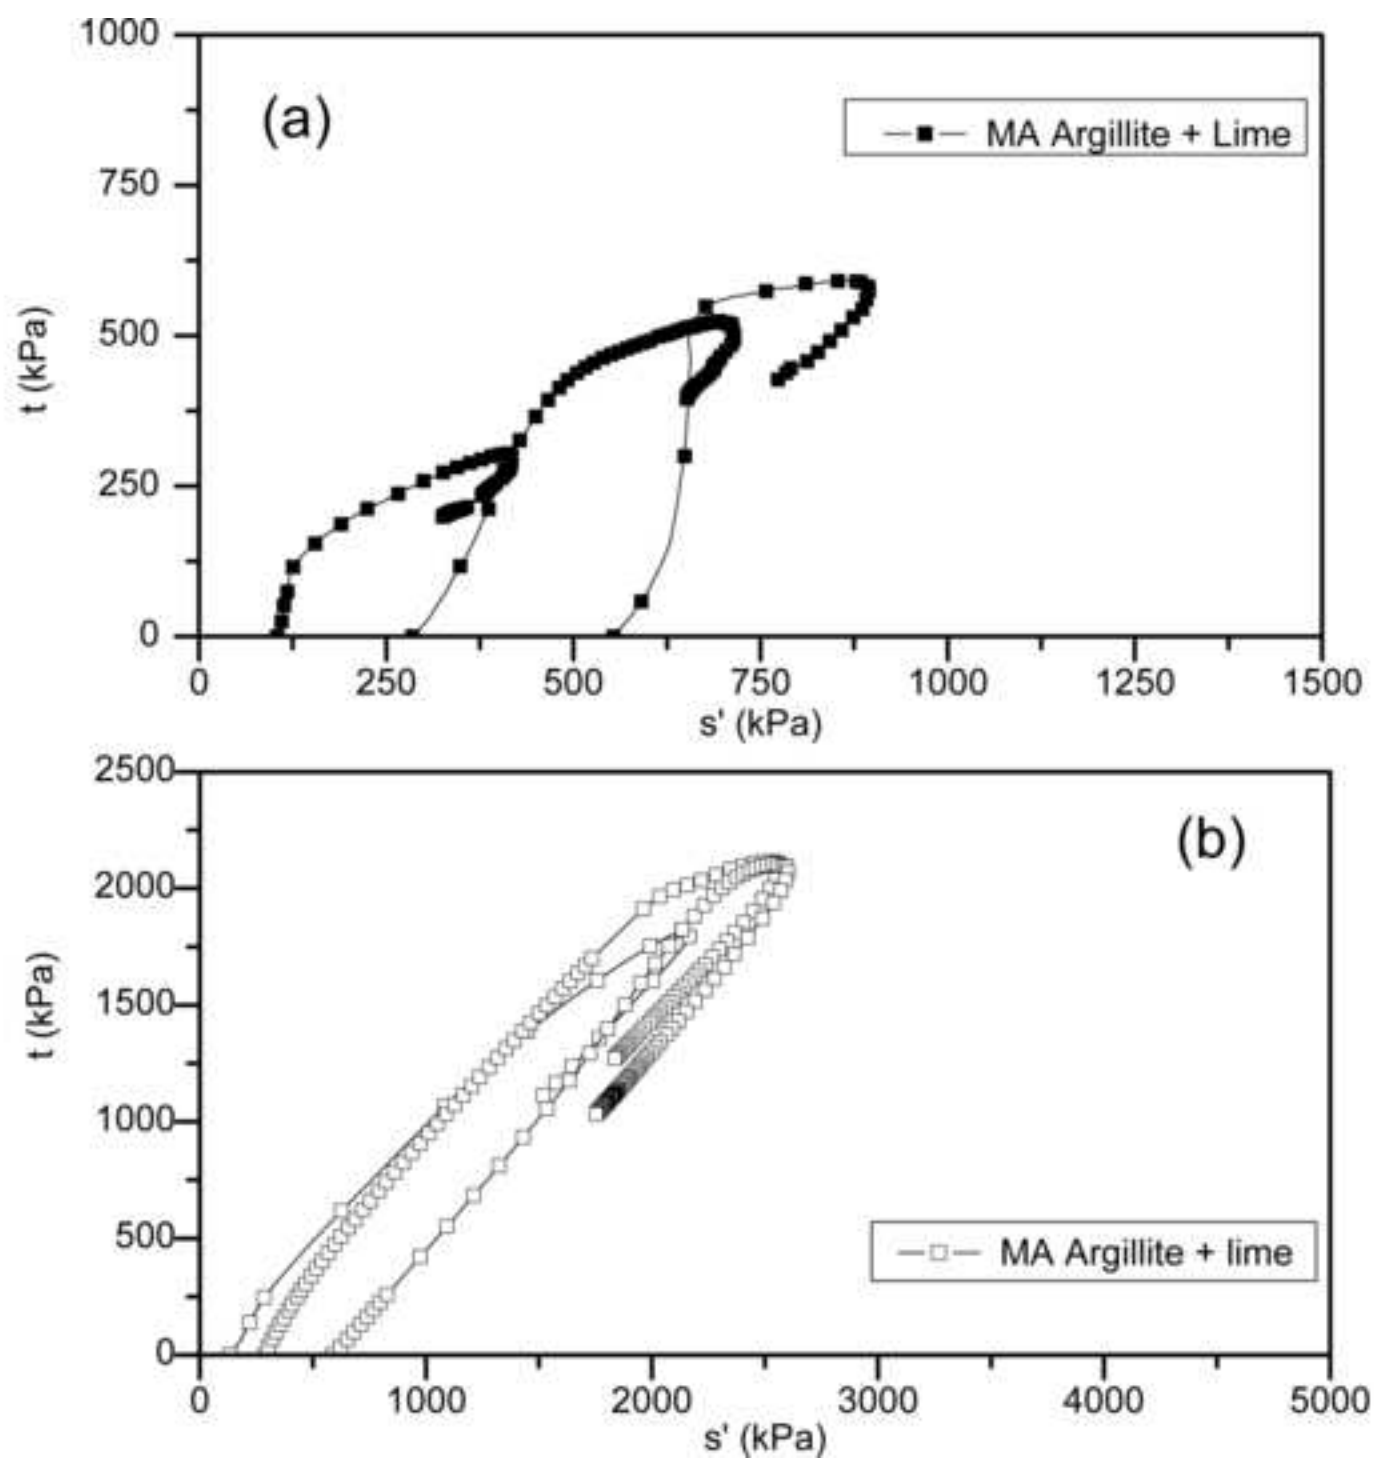 1000
(a)
MA Argillite + Lime
750
500
250
0
t (kPa)
0 250 500 750 1000 1250 1500
s' (kPa)
2500
(b)
2000
1500
1000
500
0
t (kPa)
MA Argillite + lime
0 1000 2000 3000 4000 5000
s' (kPa)